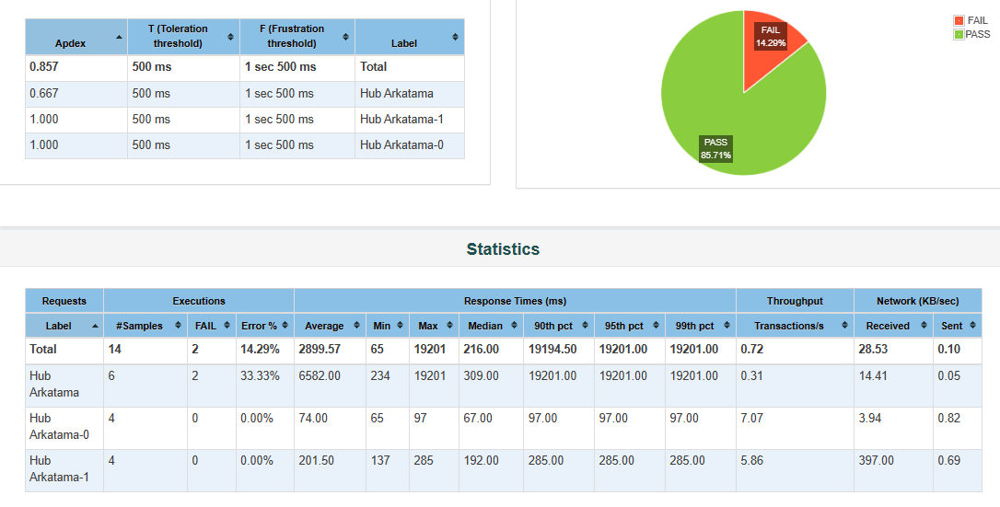 Apdex T (Toleration threshold) F (Frustration threshold) Label
0.857 500 ms 1 sec 500 ms Total
0.667 500 ms 1 sec 500 ms Hub Arkatama
1.000 500 ms 1 sec 500 ms Hub Arkatama-1
1.000 500 ms 1 sec 500 ms Hub Arkatama-0
FAIL
14.29%
PASS
85.71%
FAIL
PASS
Statistics
Requests Executions Response Times (ms) Throughput Network (KB/sec)
Label #Samples FAIL Error % Average Min Max Median 90th pct 95th pct 99th pct Transactions/s Received Sent
Total 14 2 14.29% 2899.57 65 19201 216.00 19194.50 19201.00 19201.00 0.72 28.53 0.10
Hub Arkatama 6 2 33.33% 6582.00 234 19201 309.00 19201.00 19201.00 19201.00 0.31 14.41 0.05
Hub Arkatama-0 4 0 0.00% 74.00 65 97 67.00 97.00 97.00 97.00 7.07 3.94 0.82
Hub Arkatama-1 4 0 0.00% 201.50 137 285 192.00 285.00 285.00 285.00 5.86 397.00 0.69